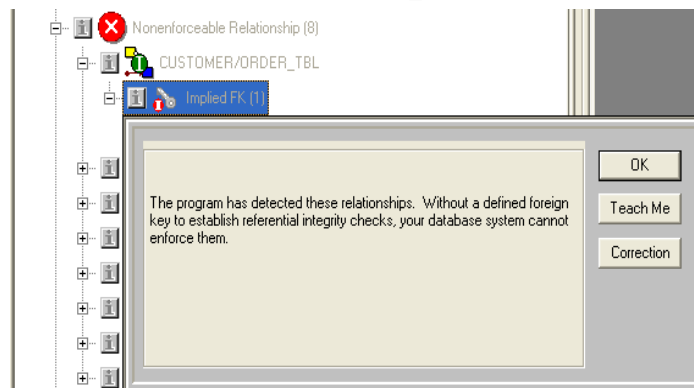 Nonenforceable Relationship (8)
CUSTOMER/ORDER_TBL
Implied FK (1)
The program has detected these relationships. Without a defined foreign
key to establish referential integrity checks, your database system cannot
enforce them.
OK
Teach Me
Correction